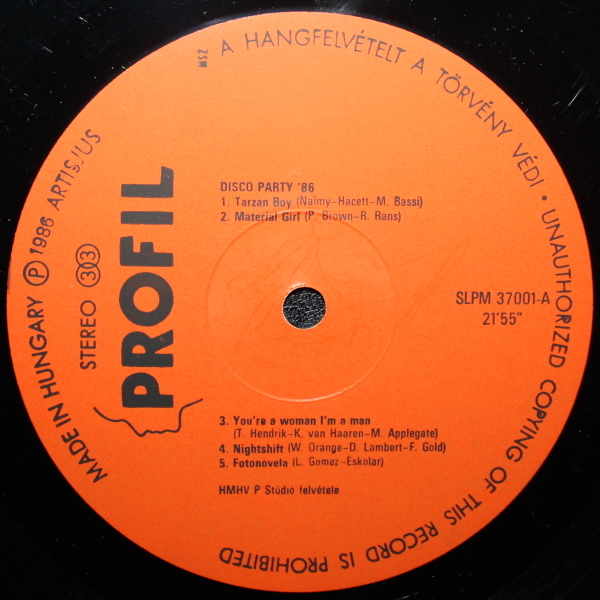 MSZ A HANGFELVÉTELT A TÖRVÉNY VÉDI • UNAUTHORIZED COPYING OF THIS RECORD IS PROHIBITED
MADE IN HUNGARY Ⓟ 1986 ARTISJUS
STEREO 303
PROFIL
DISCO PARTY '86
1. Tarzan Boy (Naimy-Hacett-M. Bassi)
2. Material Girl (P. Brown-R. Rans)
SLPM 37001-A
21'55"
3. You're a woman I'm a man
(T. Hendrik-K. van Haaren-M. Applegate)
4. Nightshift (W. Orange-D. Lambert-F. Gold)
5. Fotonovela (L. Gomez-Eskolar)
HMHV P Stúdió felvétele